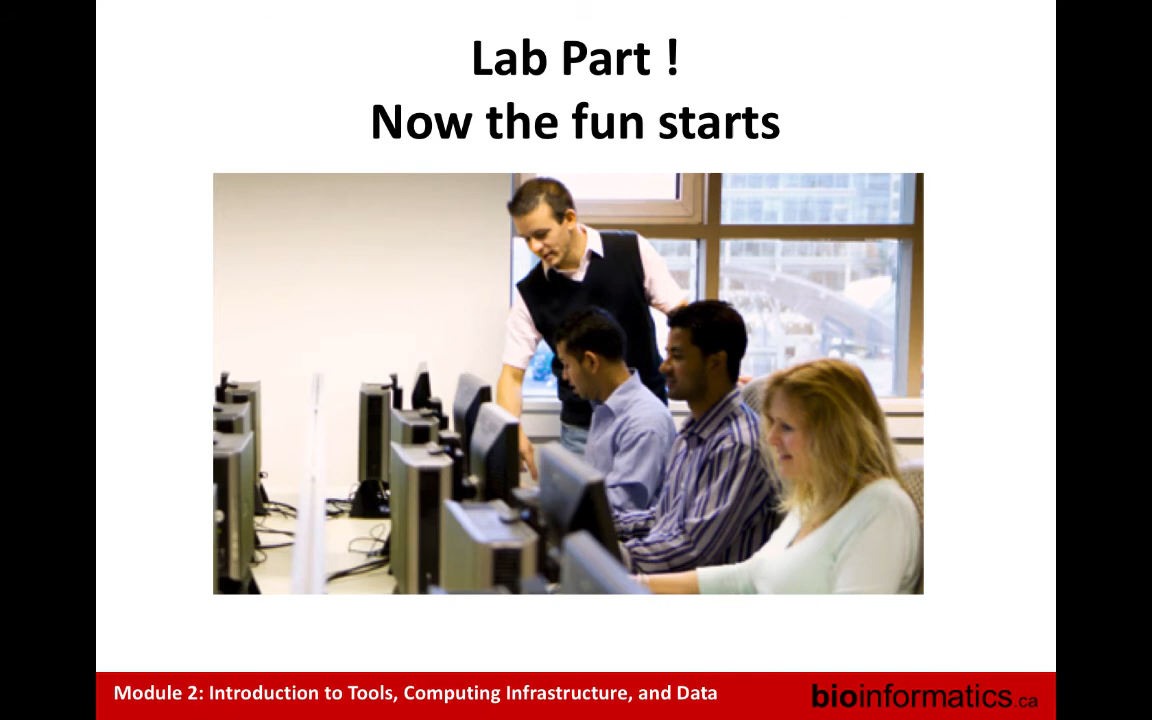 Lab Part !
Now the fun starts
Module 2: Introduction to Tools, Computing Infrastructure, and Data
bioinformatics.ca